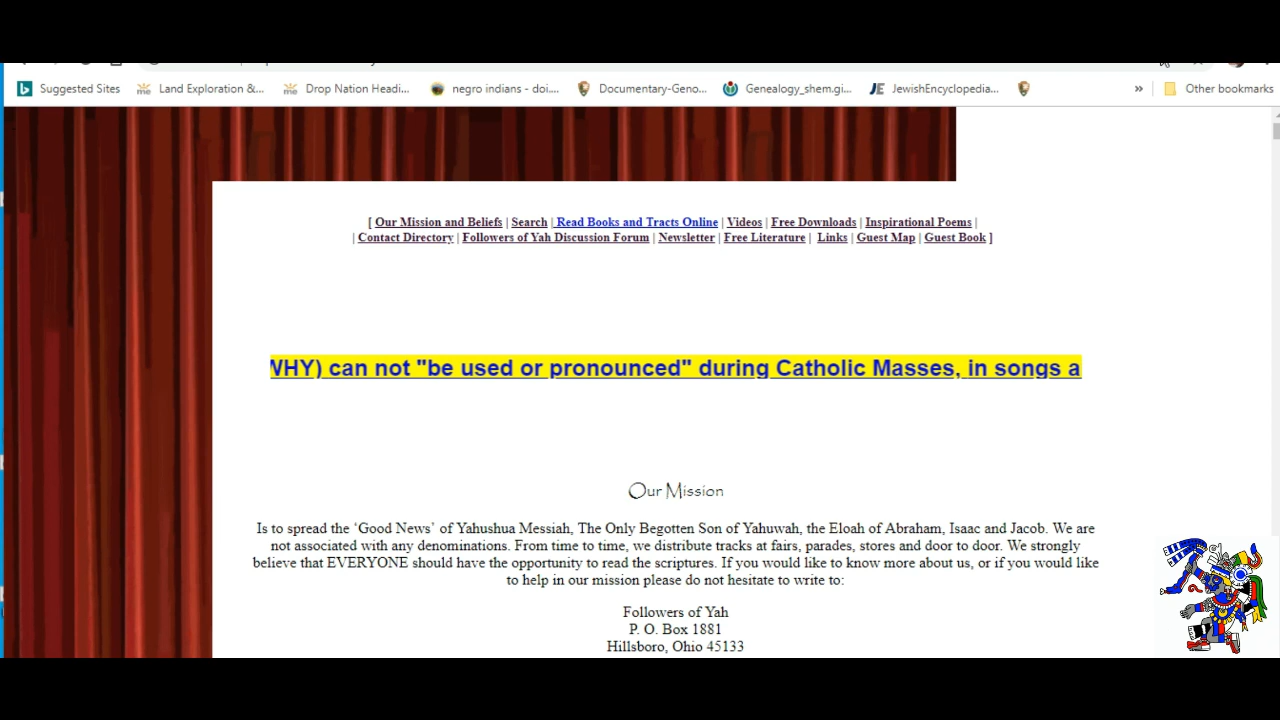 Suggested Sites Land Exploration &... Drop Nation Headi... negro indians - doi.... Documentary-Geno... Genealogy_shem.gi... JewishEncyclopedia... » Other bookmarks
[ Our Mission and Beliefs | Search | Read Books and Tracts Online | Videos | Free Downloads | Inspirational Poems |
| Contact Directory | Followers of Yah Discussion Forum | Newsletter | Free Literature | Links | Guest Map | Guest Book ]
WHY) can not "be used or pronounced" during Catholic Masses, in songs a
Our Mission
Is to spread the ‘Good News’ of Yahushua Messiah, The Only Begotten Son of Yahuwah, the Eloah of Abraham, Isaac and Jacob. We are
not associated with any denominations. From time to time, we distribute tracks at fairs, parades, stores and door to door. We strongly
believe that EVERYONE should have the opportunity to read the scriptures. If you would like to know more about us, or if you would like
to help in our mission please do not hesitate to write to:
Followers of Yah
P. O. Box 1881
Hillsboro, Ohio 45133